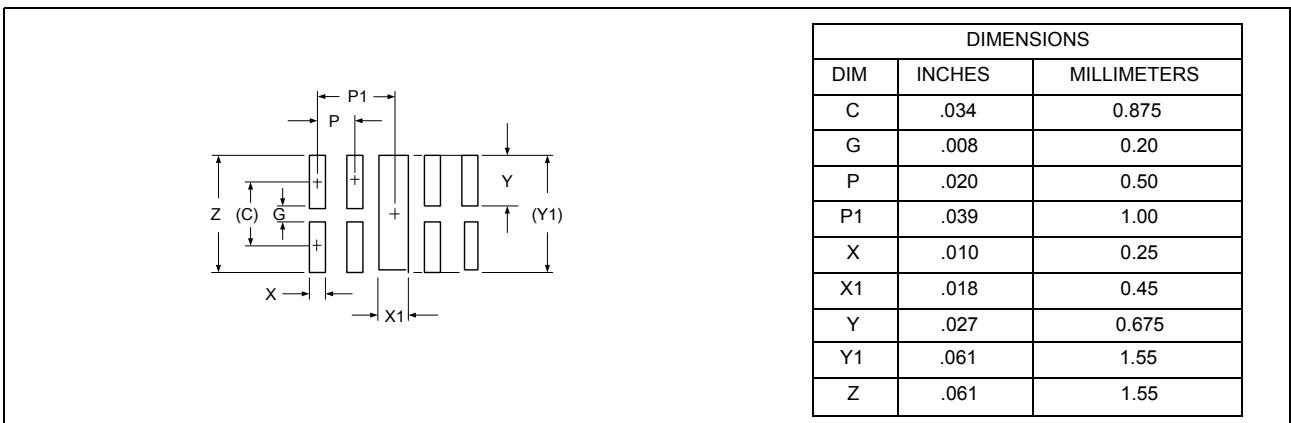 P1
P
Z (C) G Y (Y1)
X
X1
DIMENSIONS
DIM INCHES MILLIMETERS
C .034 0.875
G .008 0.20
P .020 0.50
P1 .039 1.00
X .010 0.25
X1 .018 0.45
Y .027 0.675
Y1 .061 1.55
Z .061 1.55